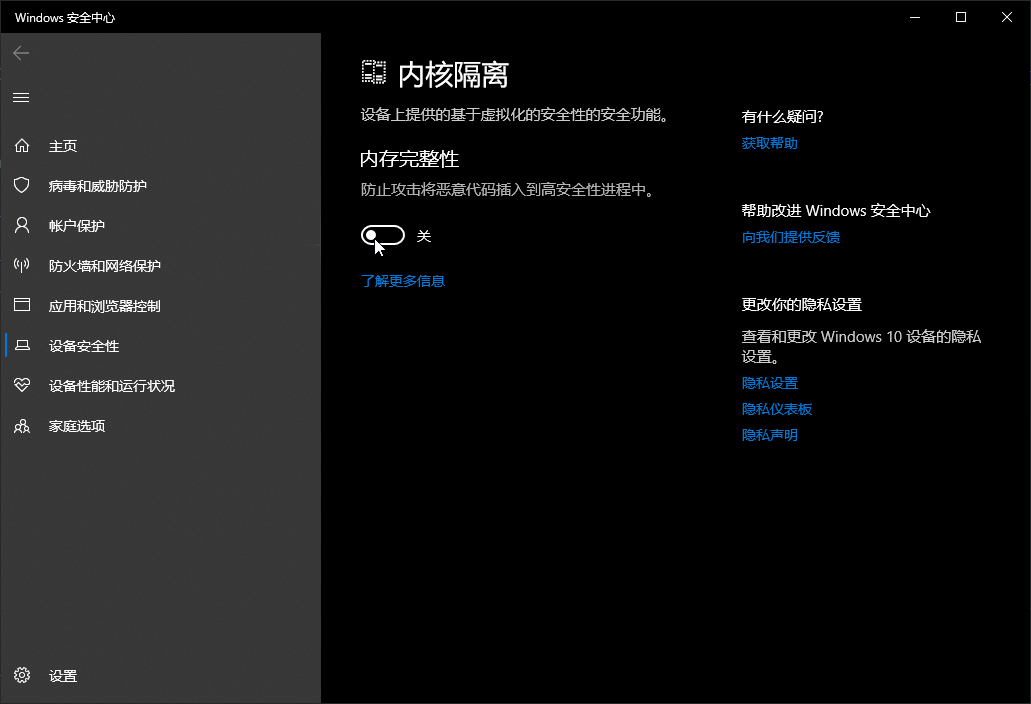 Windows 安全中心
主页
病毒和威胁防护
帐户保护
防火墙和网络保护
应用和浏览器控制
设备安全性
设备性能和运行状况
家庭选项
设置
内核隔离
设备上提供的基于虚拟化的安全性的安全功能。
内存完整性
防止攻击将恶意代码插入到高安全性进程中。
关
了解更多信息
有什么疑问?
获取帮助
帮助改进 Windows 安全中心
向我们提供反馈
更改你的隐私设置
查看和更改 Windows 10 设备的隐私
设置。
隐私设置
隐私仪表板
隐私声明